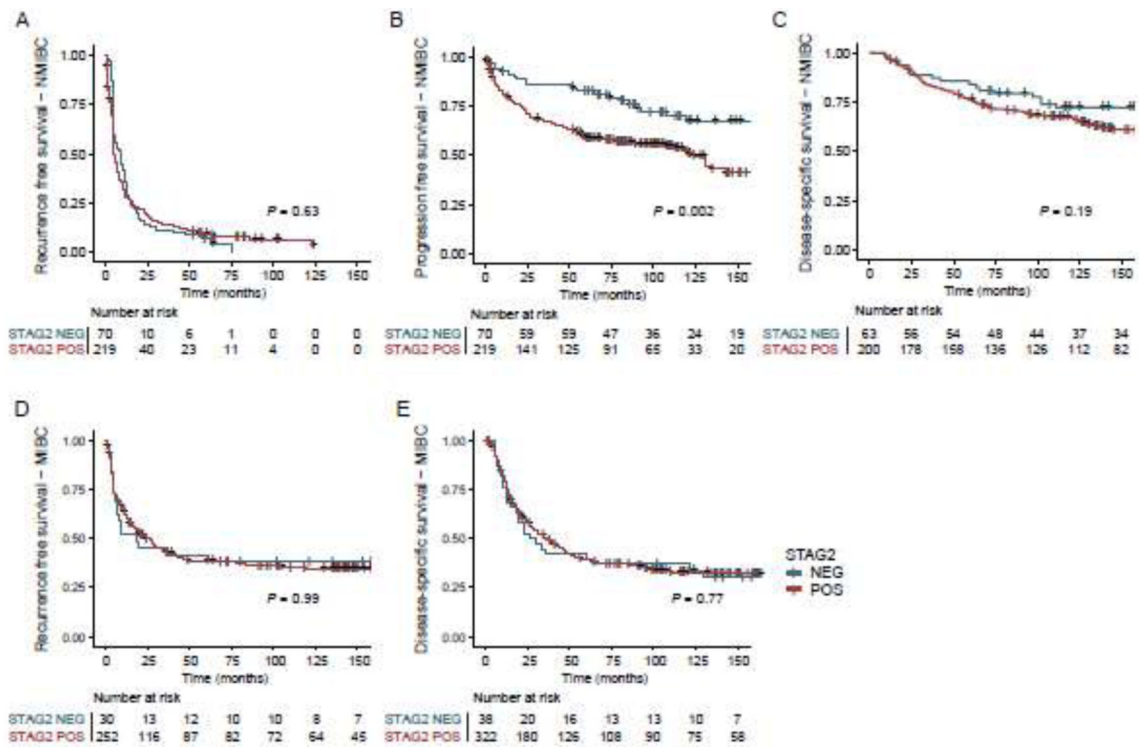 A
Recurrence free survival – NMIBC
1.00
0.75
0.50
0.25
0.00
P = 0.63
0 25 50 75 100 125 150
Time (months)
Number at risk
STAG2 NEG 70 10 6 1 0 0 0
STAG2 POS 219 40 23 11 4 0 0
B
Progression free survival – NMIBC
1.00
0.75
0.50
0.25
0.00
P = 0.002
0 25 50 75 100 125 150
Time (months)
Number at risk
STAG2 NEG 70 59 53 47 36 24 19
STAG2 POS 219 141 125 91 65 33 20
C
Disease-specific survival – NMIBC
1.00
0.75
0.50
0.25
0.00
P = 0.19
0 25 50 75 100 125 150
Time (months)
Number at risk
STAG2 NEG 63 56 54 48 44 37 34
STAG2 POS 200 178 158 136 126 112 82
D
Recurrence free survival – MIBC
1.00
0.75
0.50
0.25
0.00
P = 0.99
0 25 50 75 100 125 150
Time (months)
Number at risk
STAG2 NEG 30 13 12 10 10 8 7
STAG2 POS 252 116 87 82 72 64 45
E
Disease-specific survival – MIBC
1.00
0.75
0.50
0.25
0.00
P = 0.77
0 25 50 75 100 125 150
Time (months)
Number at risk
STAG2 NEG 38 20 16 13 13 10 7
STAG2 POS 322 180 126 108 90 75 58
STAG2
NEG
POS